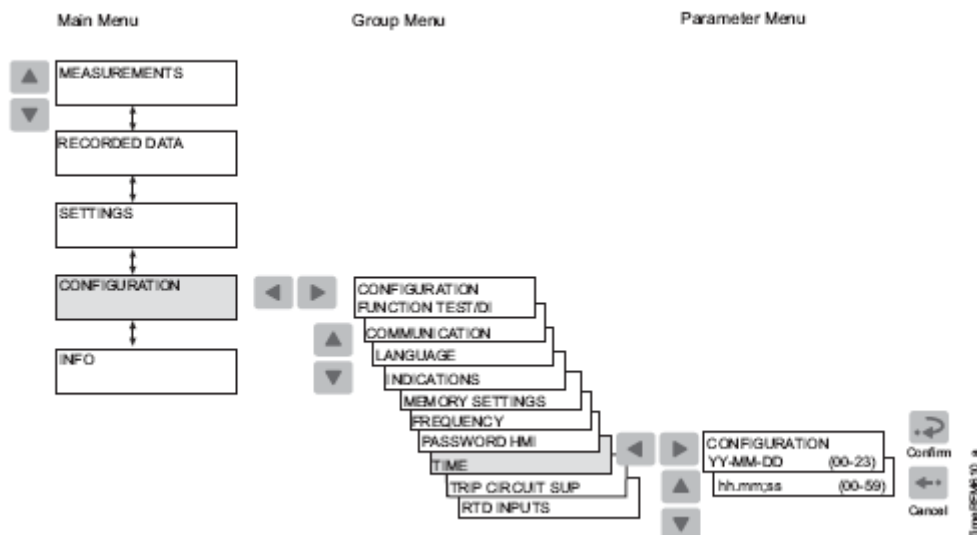 Main Menu
Group Menu
Parameter Menu
MEASUREMENTS
RECORDED DATA
SETTINGS
CONFIGURATION
INFO
CONFIGURATION
FUNCTION TEST/DI
COMMUNICATION
LANGUAGE
INDICATIONS
MEMORY SETTINGS
FREQUENCY
PASSWORD HMI
TIME
TRIP CIRCUIT SUP
RTD INPUTS
CONFIGURATION
YY-MM-DD (00-23)
hh.mm;ss (00-59)
Confirm
Cancel